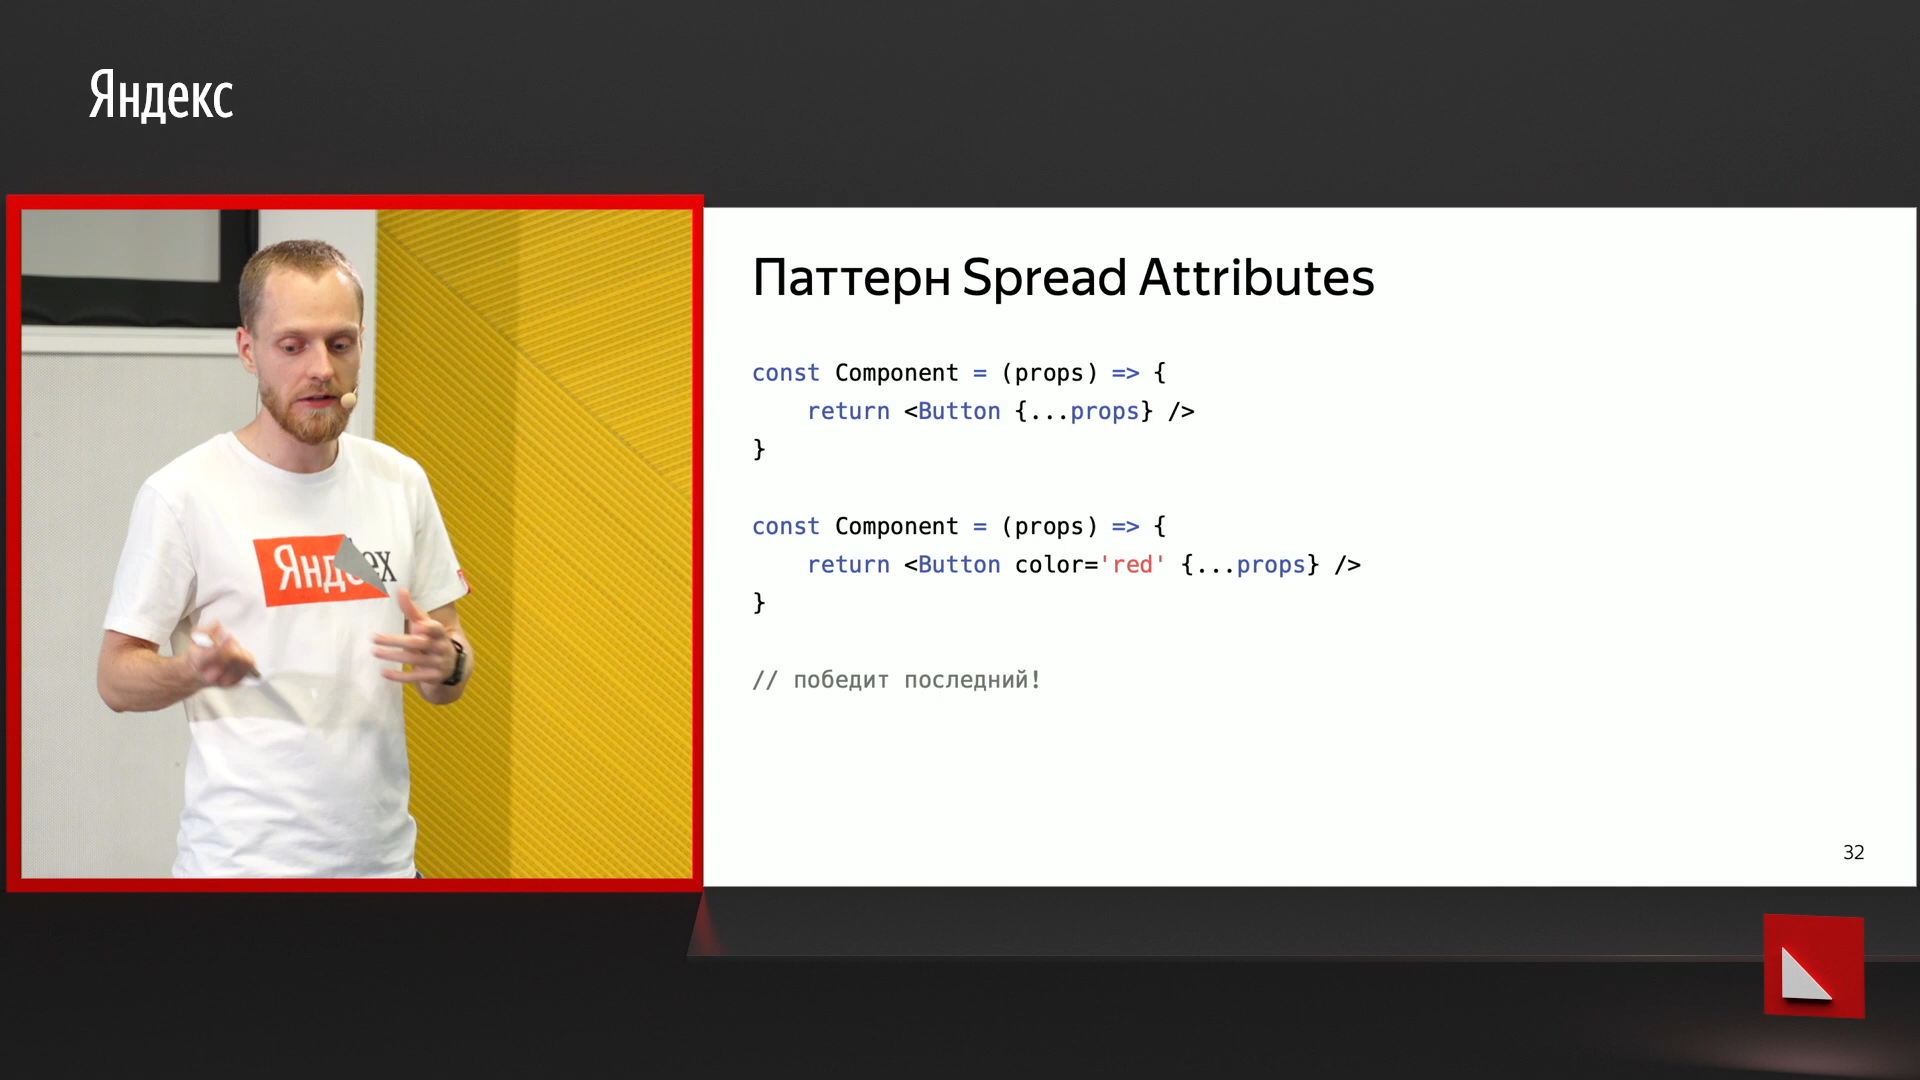 Яндекс
Яндех
Паттерн Spread Attributes
const Component = (props) => {
    return <Button {...props} />
}
const Component = (props) => {
    return <Button color='red' {...props} />
}
// победит последний!
32